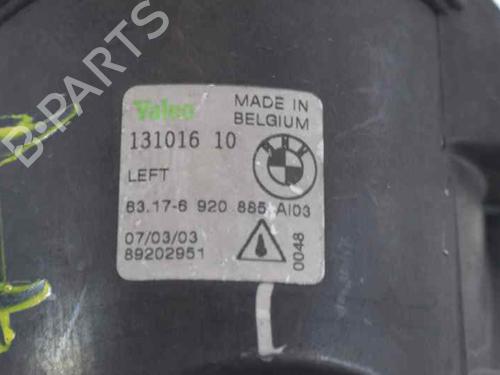 Valeo
MADE IN
BELGIUM
131016 10
BMW
LEFT
63.17-6 920 885 AI03
07/03/03
89202951
0048
B-PARTS